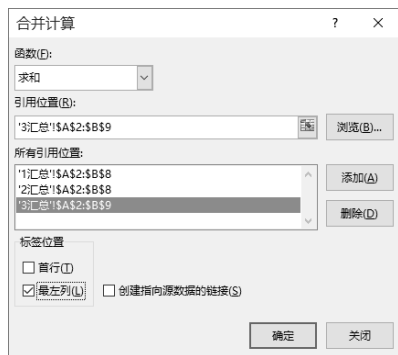 合并计算 ? ×
函数(F):
求和
引用位置(R):
'3汇总'!$A$2:$B$9 浏览(B)...
所有引用位置:
'1汇总'!$A$2:$B$8 添加(A)
'2汇总'!$A$2:$B$8
'3汇总'!$A$2:$B$9 删除(D)
标签位置
首行(T)
最左列(L) 创建指向源数据的链接(S)
确定 关闭